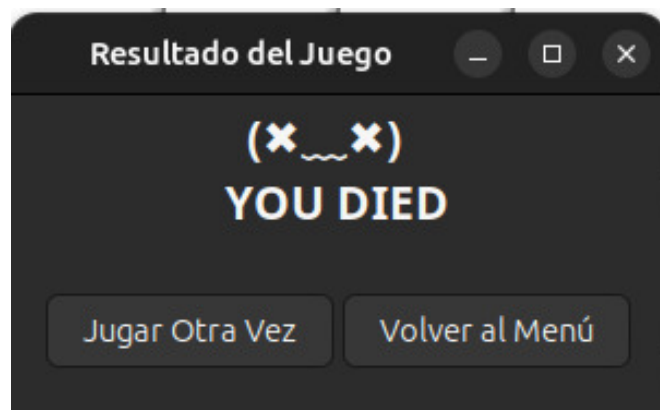 Resultado del Juego
(✖﹏✖)
YOU DIED
Jugar Otra Vez
Volver al Menú